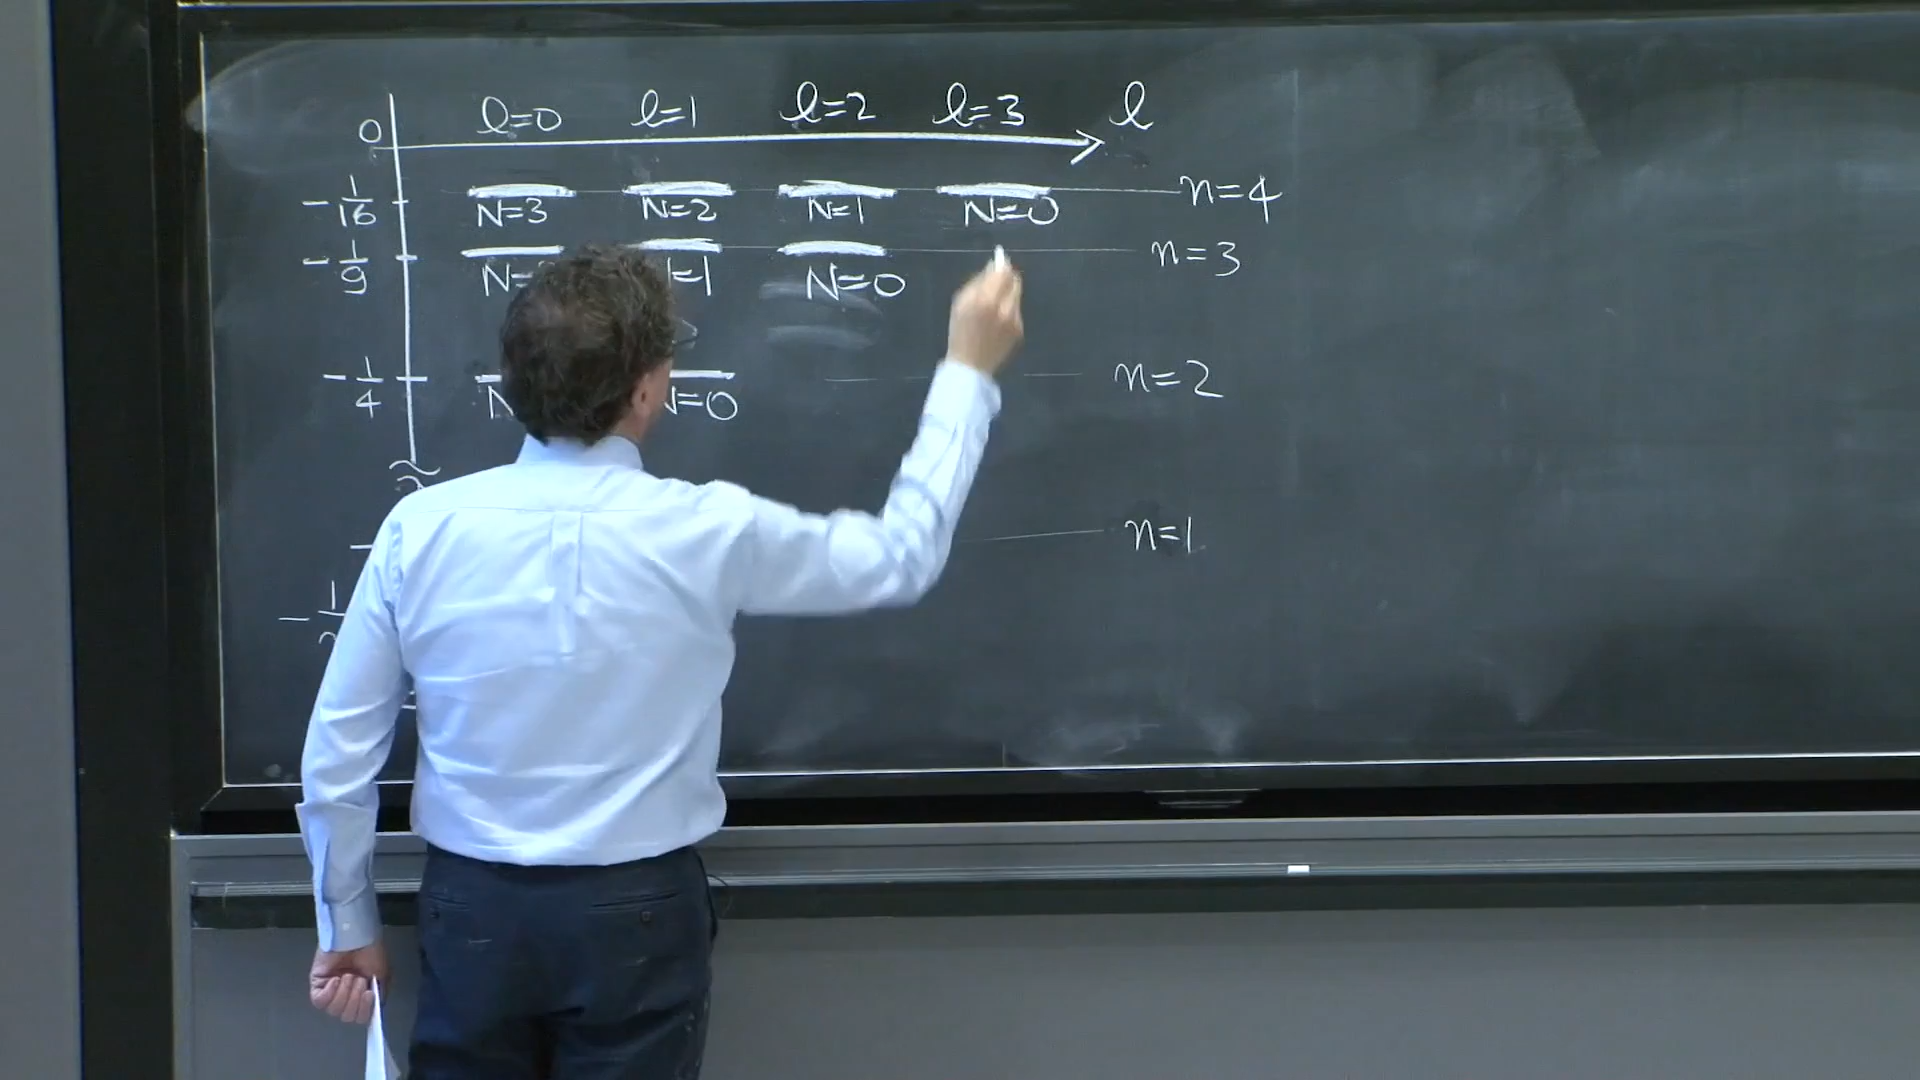 l=0 l=1 l=2 l=3 l
0
-1/16 n=4
N=3 N=2 N=1 N=0
-1/9 n=3
N= =1 N=0
-1/4 n=2
N N=0
n=1